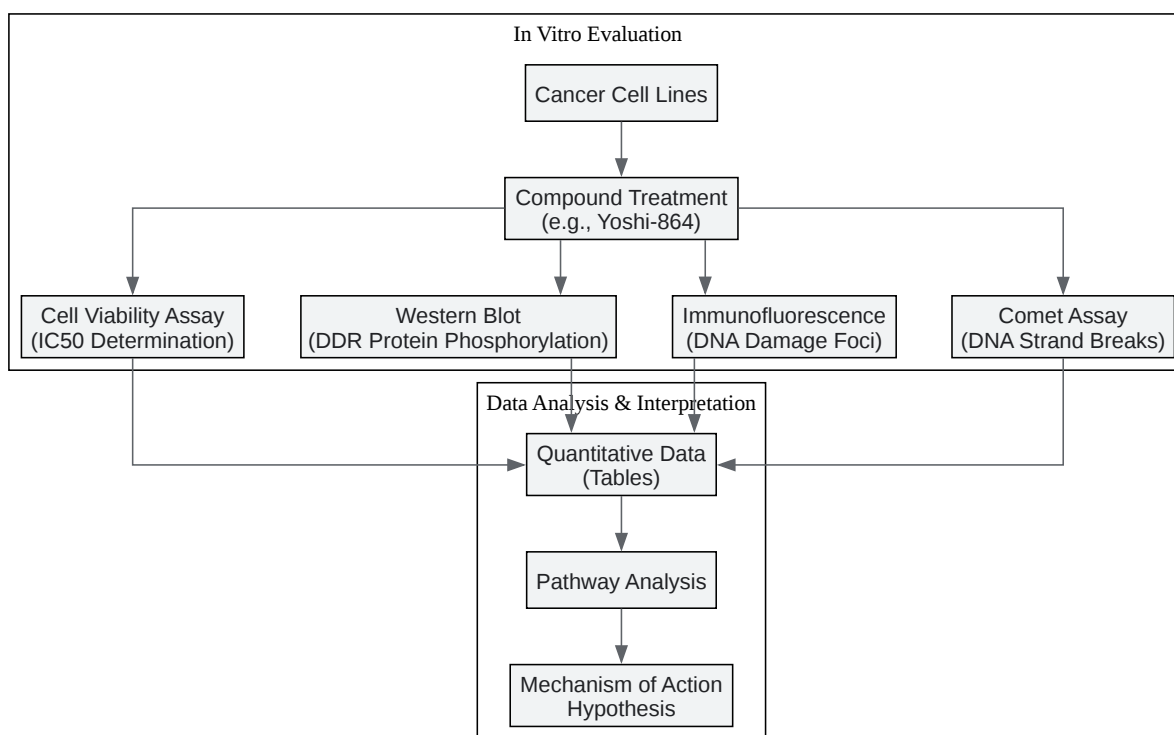 In Vitro Evaluation
Cancer Cell Lines
Compound Treatment
(e.g., Yoshi-864)
Cell Viability Assay
(IC50 Determination)
Western Blot
(DDR Protein Phosphorylation)
Immunofluorescence
(DNA Damage Foci)
Comet Assay
(DNA Strand Breaks)
Data Analysis & Interpretation
Quantitative Data
(Tables)
Pathway Analysis
Mechanism of Action
Hypothesis